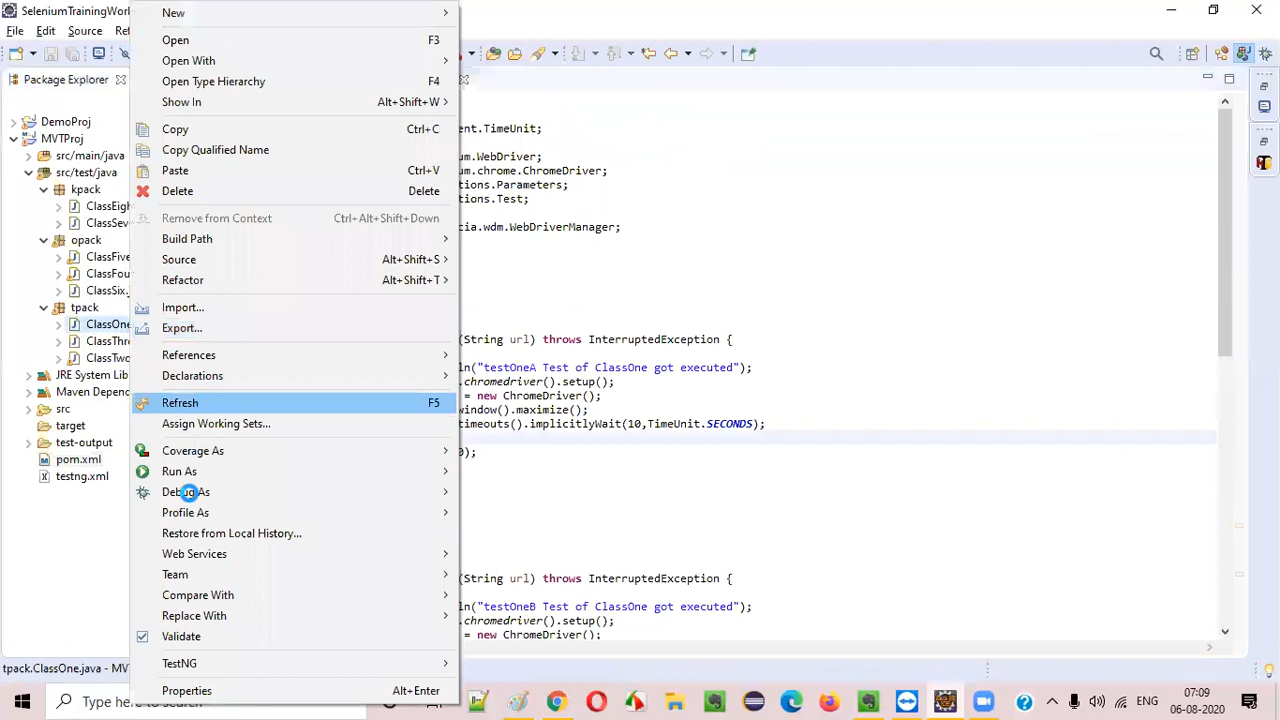 SeleniumTrainingWor
File Edit Source Re
Package Explorer
DemoProj
MVTProj
src/main/java
src/test/java
kpack
ClassEigh
ClassSev
opack
ClassFive
ClassFou
ClassSix.
tpack
ClassOne
ClassThr
ClassTwo
JRE System Lib
Maven Depend
src
target
test-output
pom.xml
testng.xml
New
Open F3
Open With
Open Type Hierarchy F4
Show In Alt+Shift+W
Copy Ctrl+C
Copy Qualified Name
Paste Ctrl+V
Delete Delete
Remove from Context Ctrl+Alt+Shift+Down
Build Path
Source Alt+Shift+S
Refactor Alt+Shift+T
Import...
Export...
References
Declarations
Refresh F5
Assign Working Sets...
Coverage As
Run As
Debug As
Profile As
Restore from Local History...
Web Services
Team
Compare With
Replace With
Validate
TestNG
Properties Alt+Enter
ent.TimeUnit;
um.WebDriver;
um.chrome.ChromeDriver;
tions.Parameters;
tions.Test;
cia.wdm.WebDriverManager;
(String url) throws InterruptedException {
ln("testOneA Test of ClassOne got executed");
.chromedriver().setup();
= new ChromeDriver();
window().maximize();
timeouts().implicitlyWait(10,TimeUnit.SECONDS);
0);
(String url) throws InterruptedException {
ln("testOneB Test of ClassOne got executed");
.chromedriver().setup();
= new ChromeDriver();
tpack.ClassOne.java - MV
Type here to
ENG
07:09
06-08-2020